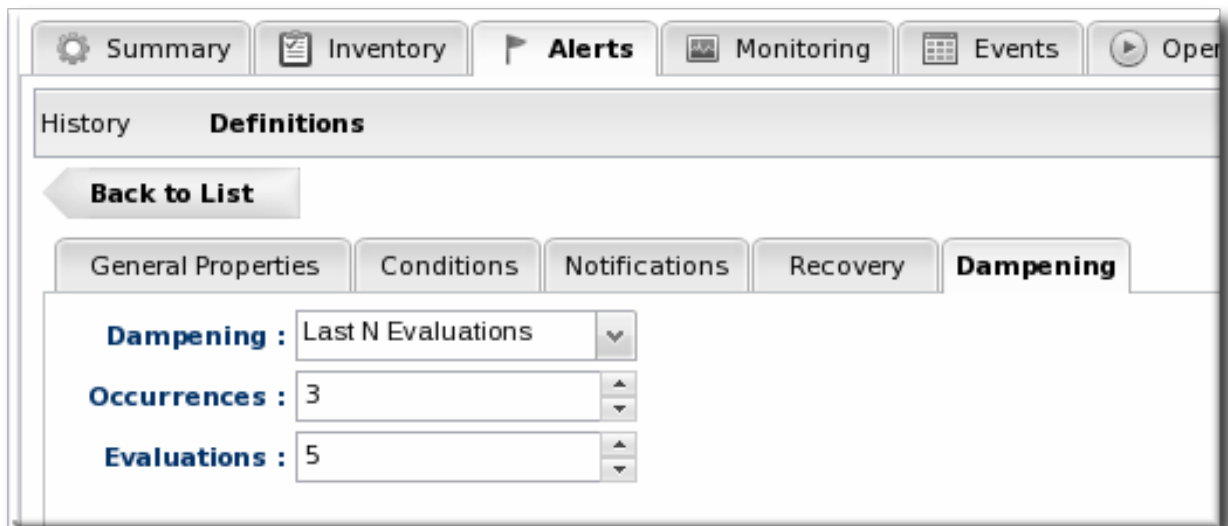 Summary Inventory Alerts Monitoring Events Oper
History Definitions
Back to List
General Properties Conditions Notifications Recovery Dampening
Dampening : Last N Evaluations
Occurrences : 3
Evaluations : 5